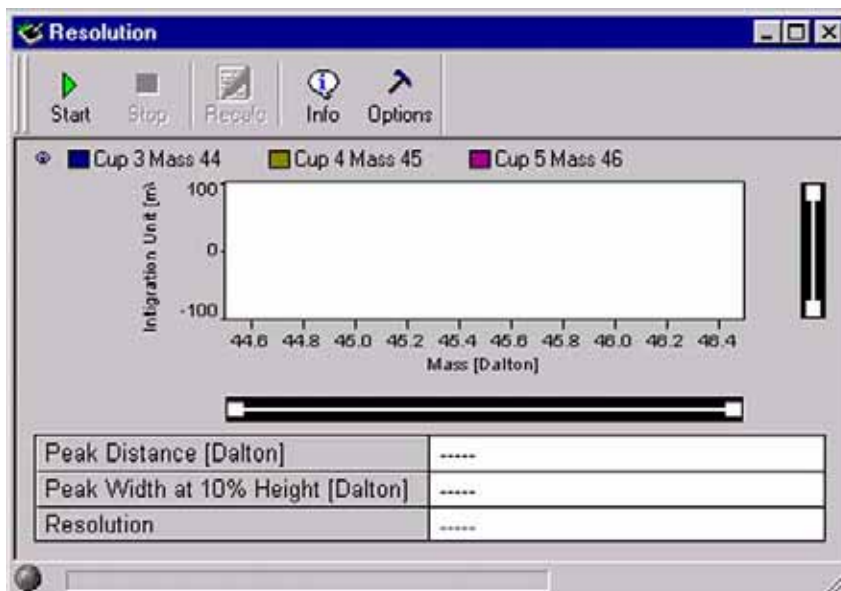 Resolution
Start Stop Recalc Info Options
Cup 3 Mass 44 Cup 4 Mass 45 Cup 5 Mass 46
Intigration Unit [m\
100
0
-100
44.6 44.8 45.0 45.2 45.4 45.6 45.8 46.0 46.2 46.4
Mass [Dalton]
Peak Distance [Dalton] -----
Peak Width at 10% Height [Dalton] -----
Resolution -----